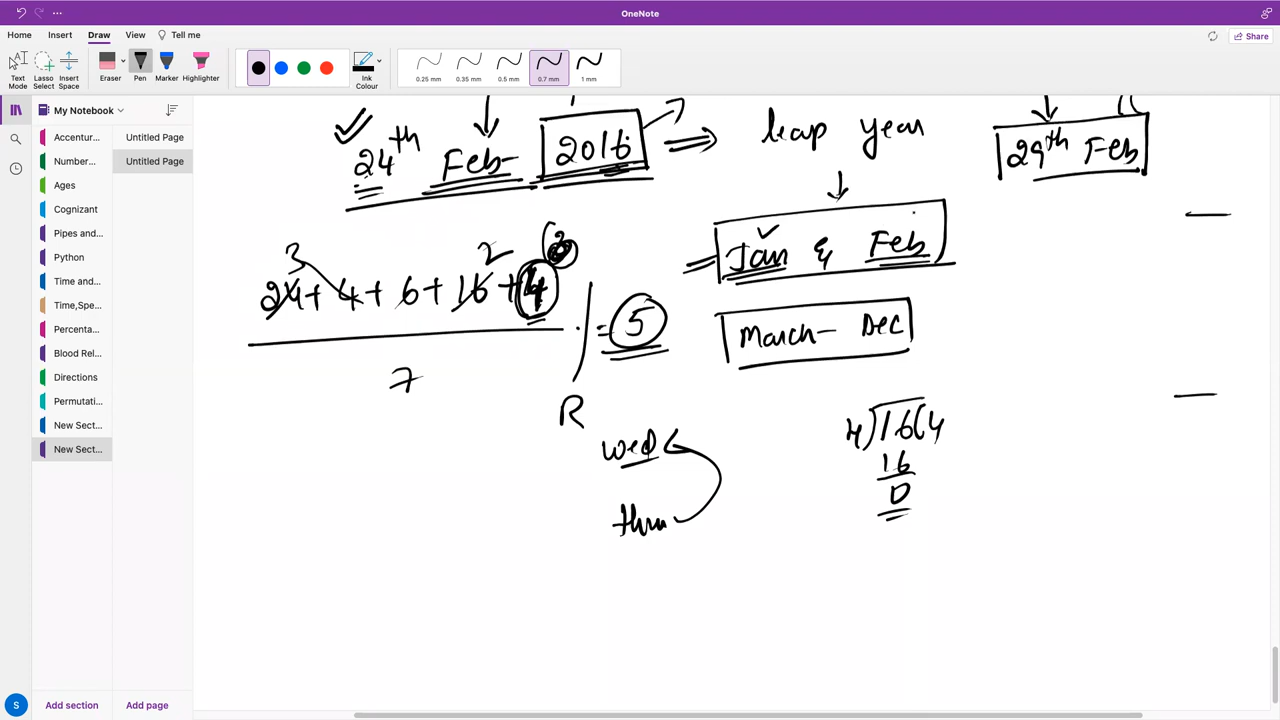 OneNote
Home Insert Draw View Tell me
Share
Text Mode
Lasso Select
Insert Space
Eraser
Pen
Marker
Highlighter
Ink Colour
0.25 mm
0.35 mm
0.5 mm
0.7 mm
1 mm
My Notebook
Accentur...
Number...
Ages
Cognizant
Pipes and...
Python
Time and...
Time,Spe...
Percenta...
Blood Rel...
Directions
Permutati...
New Sect...
New Sect...
Untitled Page
Untitled Page
S
Add section
Add page
24th Feb- 2016 ⇒ leap year
29th Feb
Jan & Feb
3 2
24+ 4+ 6+ 16+ 4 = 5
7
R
March- Dec
wed
thu
4)16(4
16
0